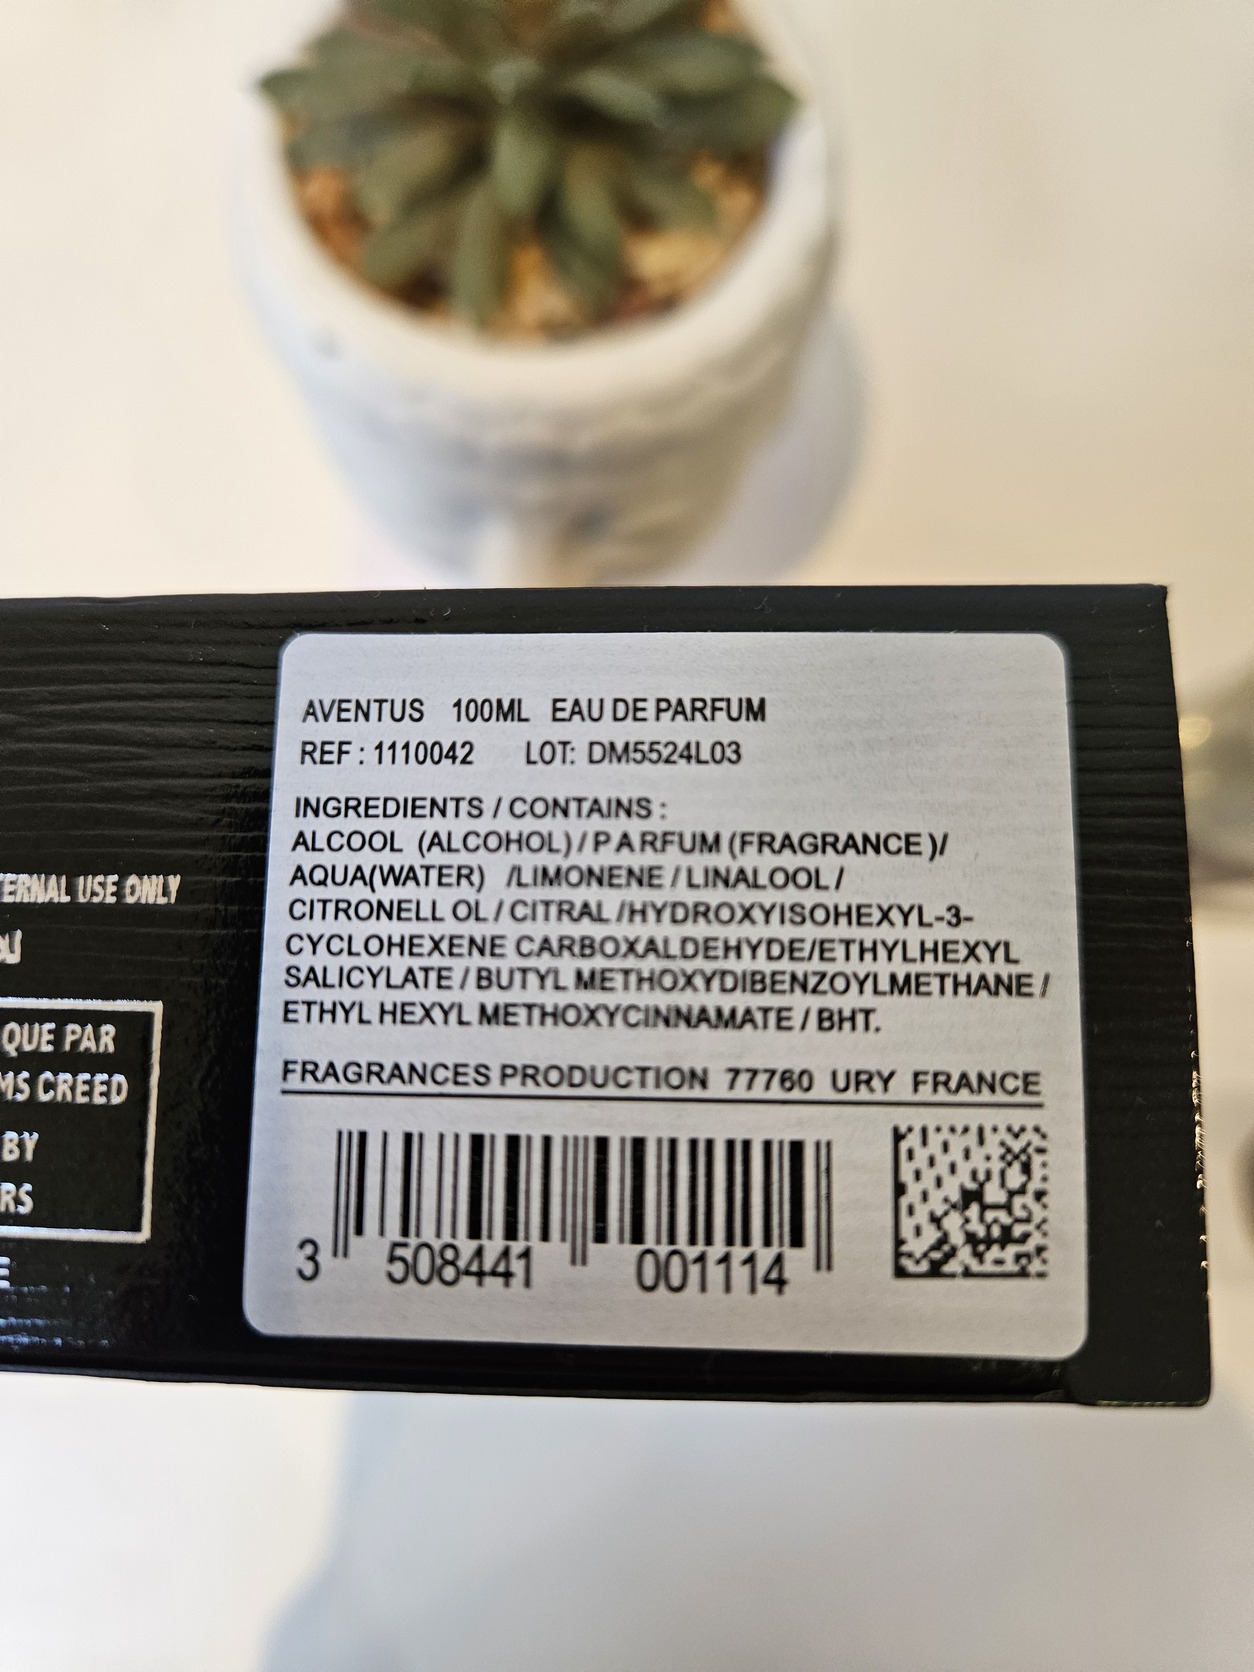 AVENTUS 100ML EAU DE PARFUM
REF : 1110042 LOT: DM5524L03
INGREDIENTS / CONTAINS :
ALCOOL (ALCOHOL) / PARFUM (FRAGRANCE )/
AQUA(WATER) /LIMONENE / LINALOOL /
CITRONELL OL / CITRAL /HYDROXYISOHEXYL-3-
CYCLOHEXENE CARBOXALDEHYDE/ETHYLHEXYL
SALICYLATE / BUTYL METHOXYDIBENZOYLMETHANE /
ETHYL HEXYL METHOXYCINNAMATE / BHT.
FRAGRANCES PRODUCTION 77760 URY FRANCE
3 508441 001114
TERNAL USE ONLY
QUE PAR
MS CREED
BY
RS
E